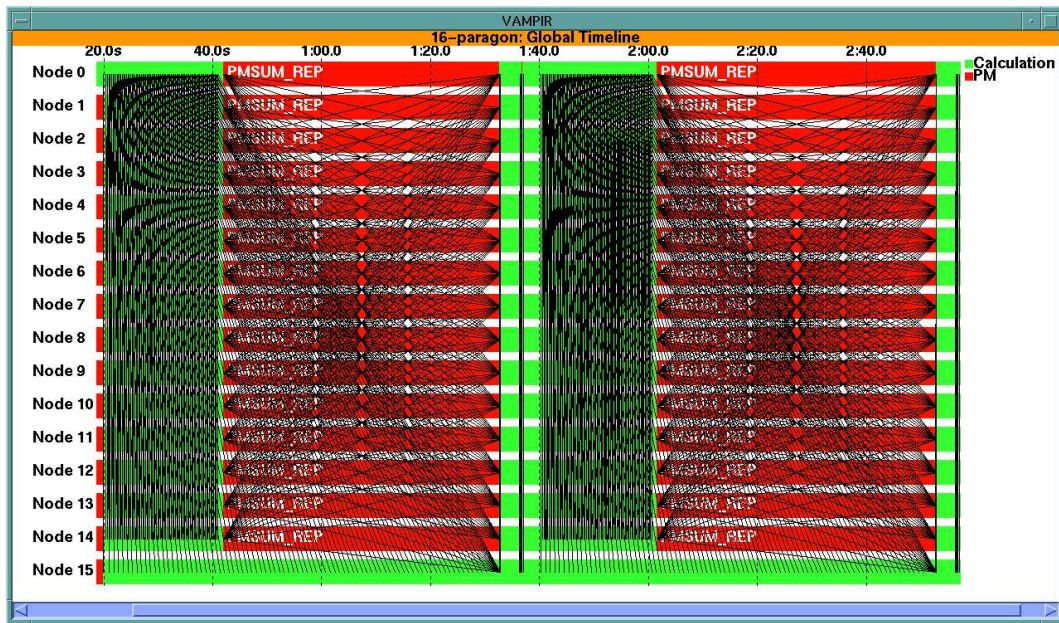 VAMPIR
16-paragon: Global Timeline
20.0s 40.0s 1:00.0 1:20.0 1:40.0 2:00.0 2:20.0 2:40.0
Node 0 PMSUM_REP PMSUM_REP Calculation
PM
Node 1 PMSUM_REP PMSUM_REP
Node 2 PMSUM_REP PMSUM_REP
Node 3 PMSUM_REP PMSUM_REP
Node 4 PMSUM_REP PMSUM_REP
Node 5 PMSUM_REP PMSUM_REP
Node 6 PMSUM_REP PMSUM_REP
Node 7 PMSUM_REP PMSUM_REP
Node 8 PMSUM_REP PMSUM_REP
Node 9 PMSUM_REP PMSUM_REP
Node 10 PMSUM_REP PMSUM_REP
Node 11 PMSUM_REP PMSUM_REP
Node 12 PMSUM_REP PMSUM_REP
Node 13 PMSUM_REP PMSUM_REP
Node 14 PMSUM_REP PMSUM_REP
Node 15